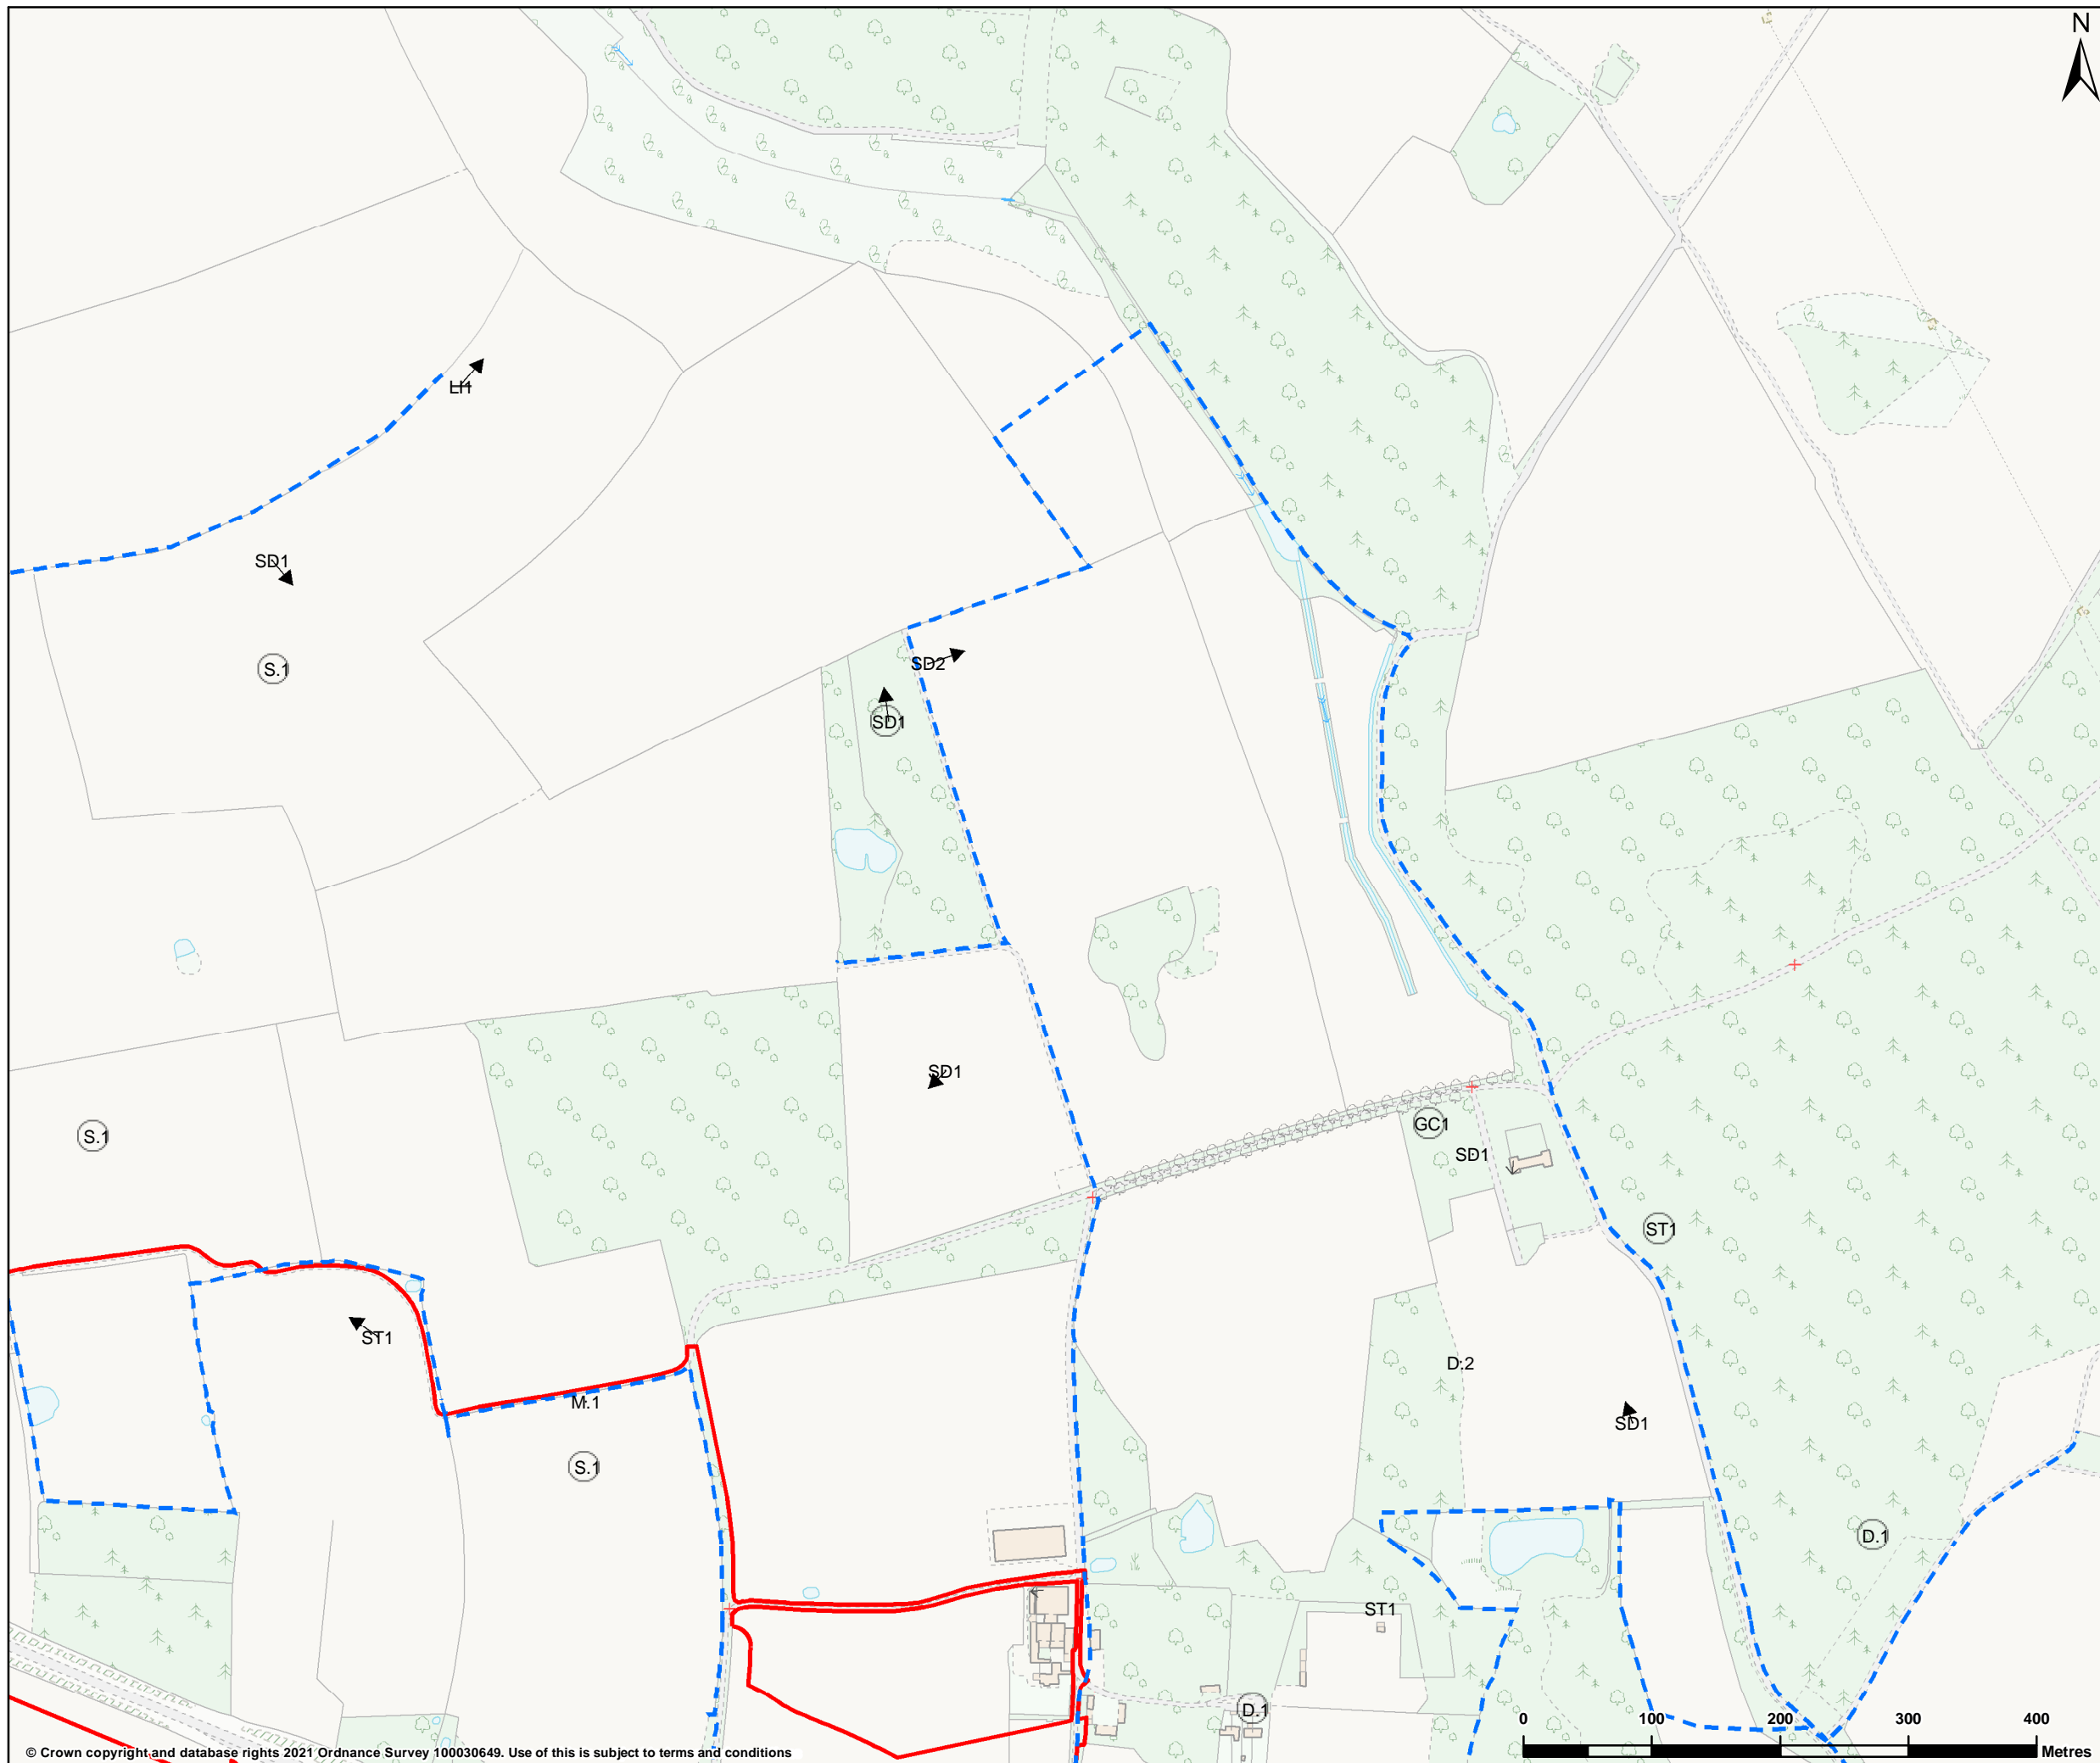 N
LH1
SD1
SD2
S.1
SD1
SD1
GC1
S.1
SD1
ST1
ST1
D.2
M.1
SD1
S.1
D.1
ST1
D.1
0 100 200 300 400
Metres
© Crown copyright and database rights 2021 Ordnance Survey 100030649. Use of this is subject to terms and conditions